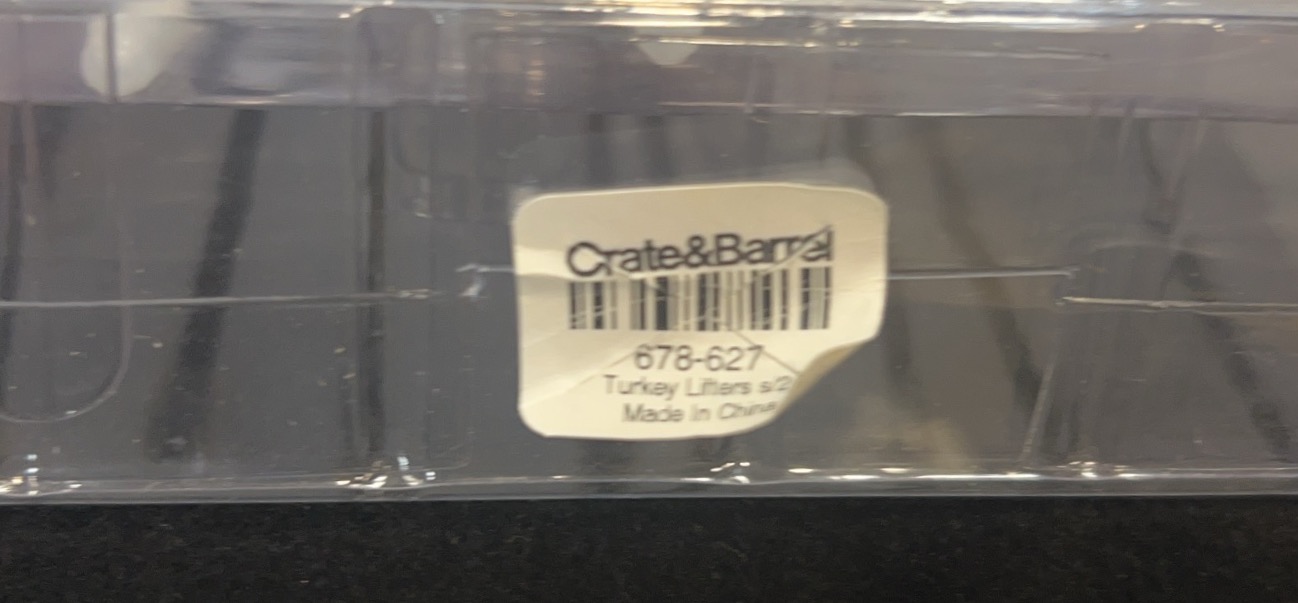 Crate&Barrel
678-627
Turkey Lifters s/2
Made In China